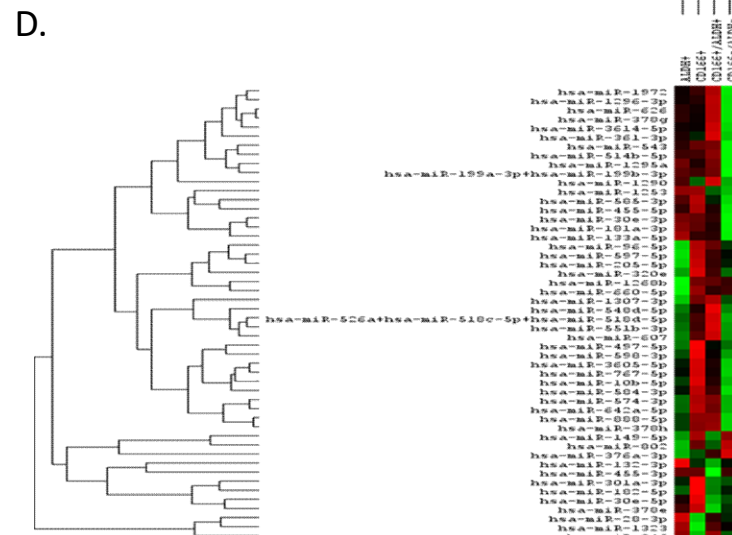 D.
ALDH+
CD166+
CD166+/ALDH+
hsa-miR-1972
hsa-miR-1296-3p
hsa-miR-626
hsa-miR-378g
hsa-miR-3614-5p
hsa-miR-361-3p
hsa-miR-543
hsa-miR-514b-5p
hsa-miR-1295a
hsa-miR-199a-3p+hsa-miR-199b-3p
hsa-miR-1290
hsa-miR-1253
hsa-miR-585-3p
hsa-miR-455-5p
hsa-miR-30e-3p
hsa-miR-181a-3p
hsa-miR-133a-5p
hsa-miR-96-5p
hsa-miR-597-5p
hsa-miR-205-5p
hsa-miR-320e
hsa-miR-1268b
hsa-miR-660-5p
hsa-miR-1307-3p
hsa-miR-548d-5p
hsa-miR-526a+hsa-miR-518c-5p+hsa-miR-518d-5p
hsa-miR-551b-3p
hsa-miR-607
hsa-miR-497-5p
hsa-miR-598-3p
hsa-miR-3605-5p
hsa-miR-767-5p
hsa-miR-10b-5p
hsa-miR-584-3p
hsa-miR-574-3p
hsa-miR-642a-5p
hsa-miR-888-5p
hsa-miR-378h
hsa-miR-149-5p
hsa-miR-802
hsa-miR-376a-3p
hsa-miR-132-3p
hsa-miR-455-3p
hsa-miR-301a-3p
hsa-miR-182-5p
hsa-miR-30e-5p
hsa-miR-378e
hsa-miR-28-3p
hsa-miR-1323